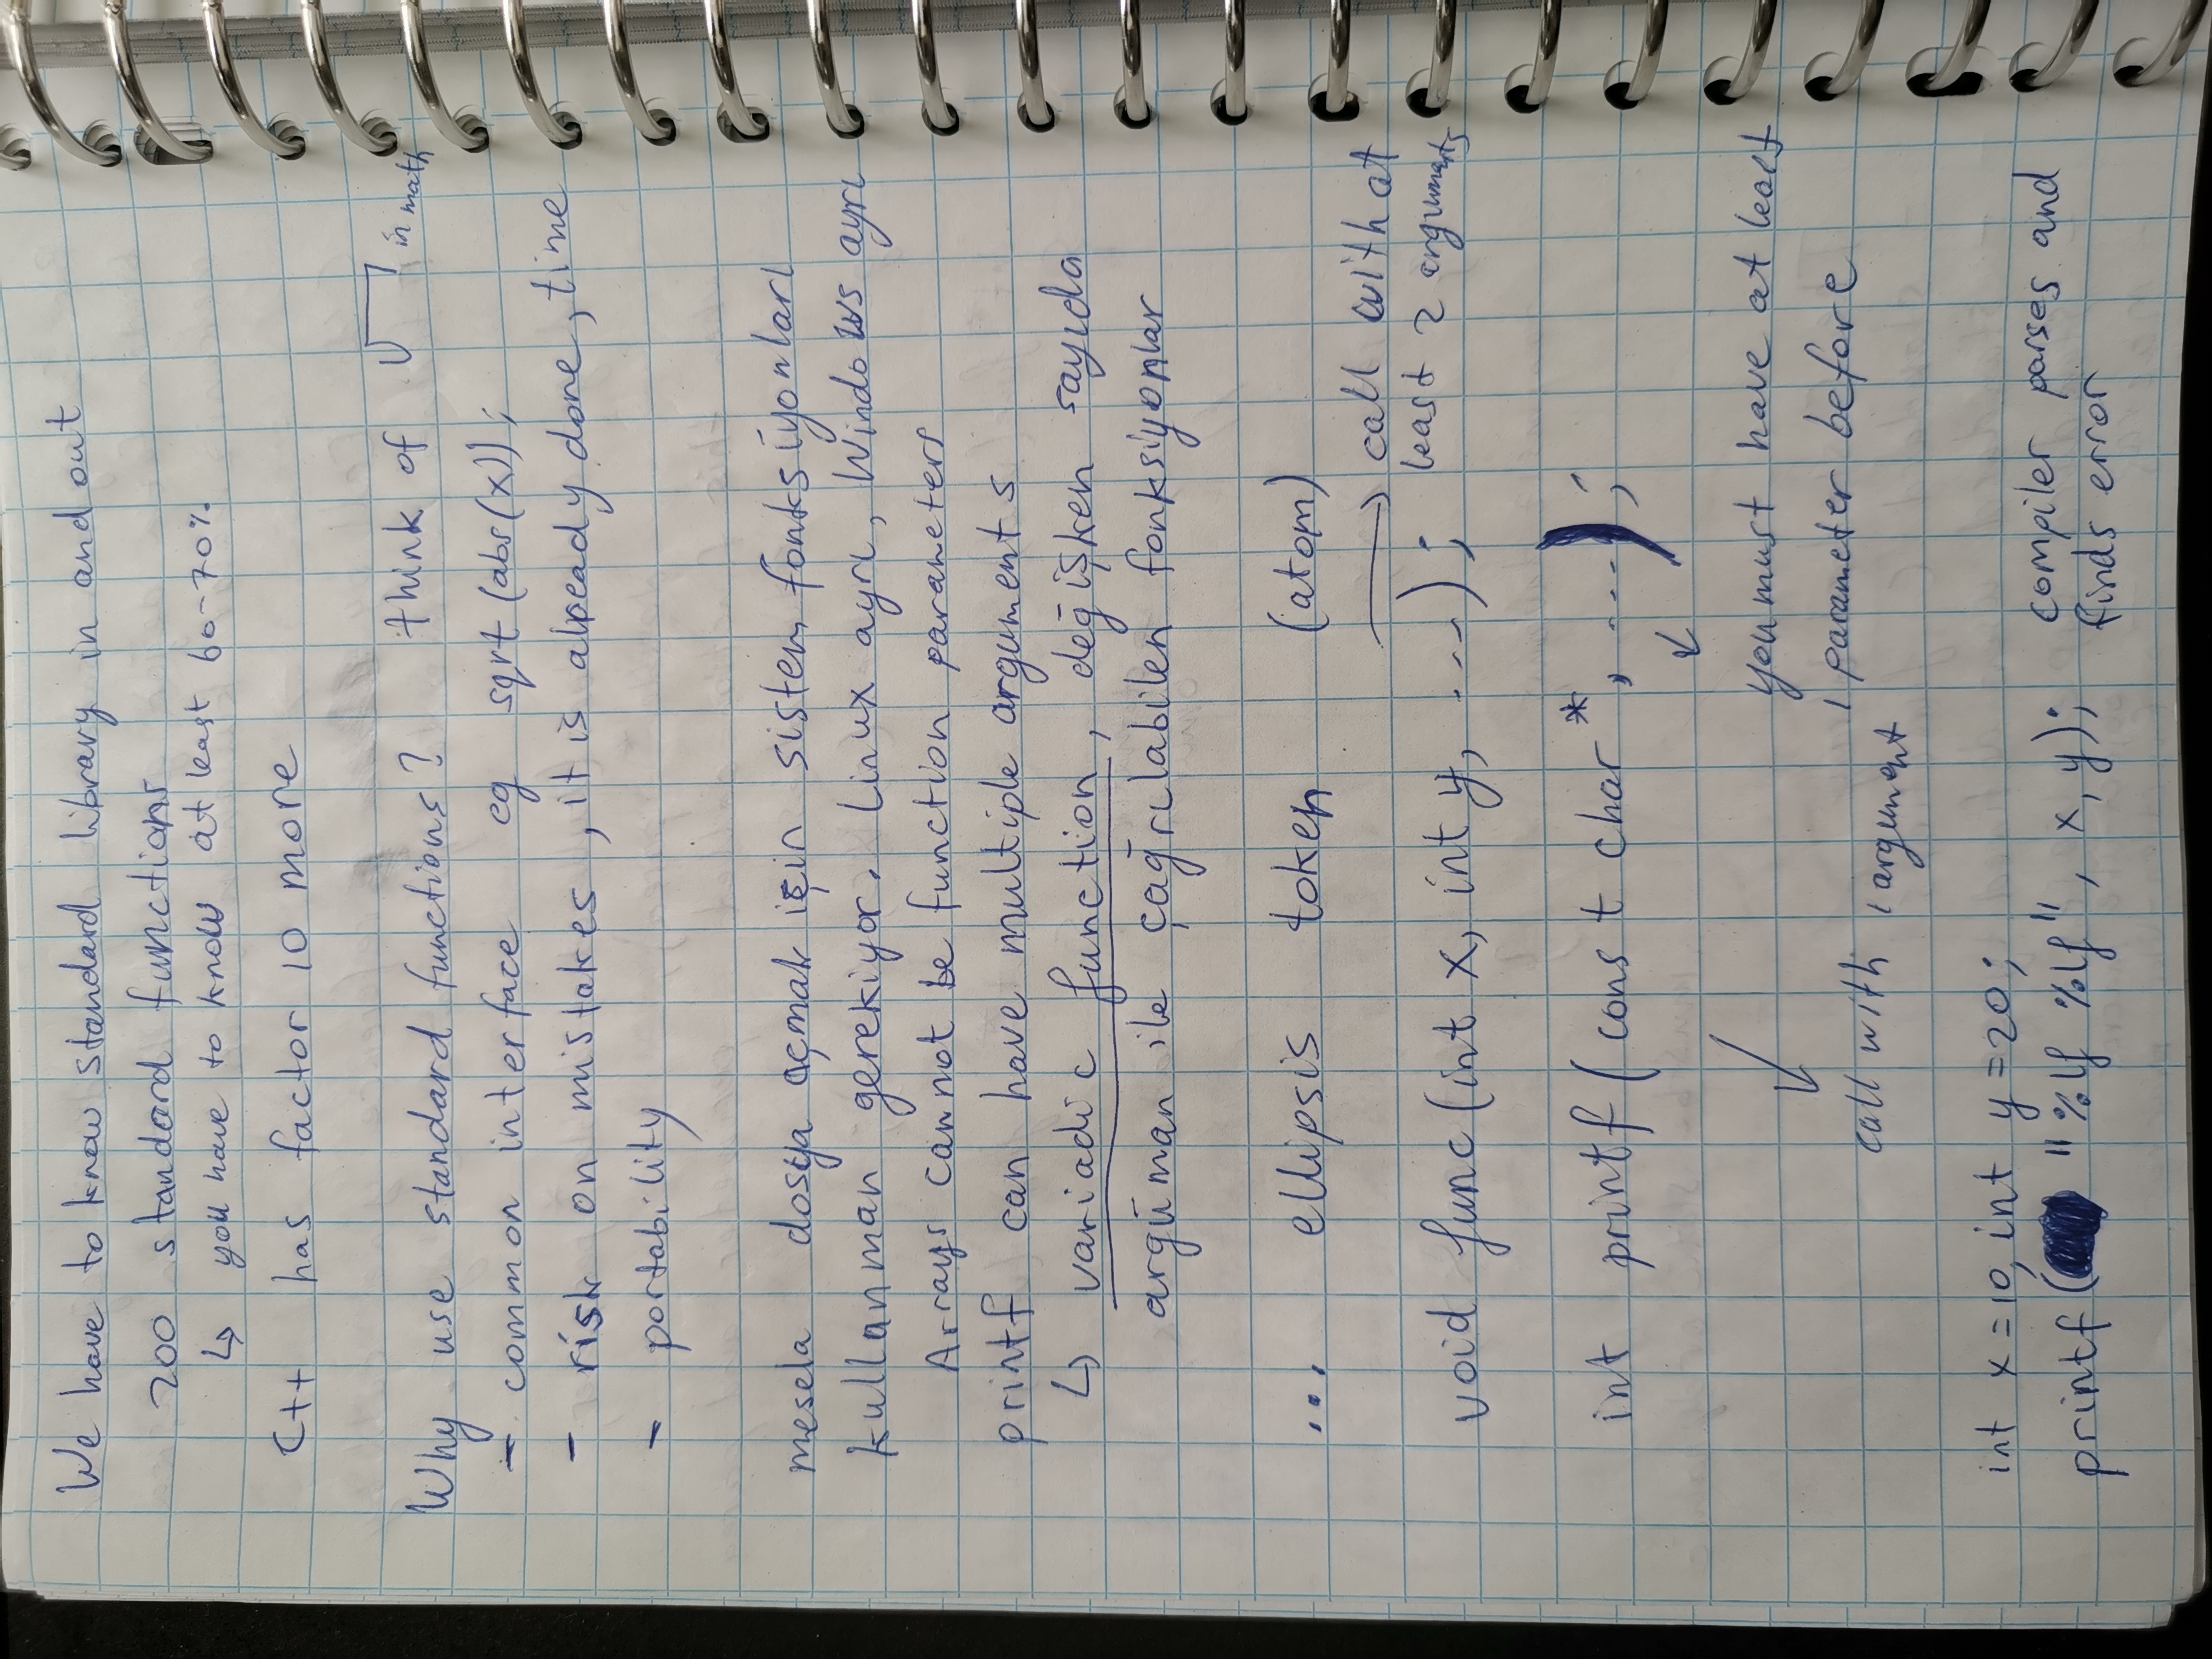 We have to know standard library in and out
200 standard functions
↳ you have to know at least 60-70%
C++ has factor 10 more
Why use standard functions? think of √ in math
- common interface eg sqrt(abs(x));
- risk on mistakes, it is already done, time
- portability
mesela dosya açmak için sistem fonksiyonları
kullanman gerekiyor. Linux ayrı, Windows ayrı
Arrays cannot be function parameters
printf can have multiple arguments
↳ variadic function, değişken sayıda
argüman ile çağrılabilen fonksiyonlar
... ellipsis token (atom)
→ call with at
least 2 arguments
void func(int x, int y, ...);
int printf(const char*, ...);
you must have at least
1 parameter before
call with 1 argument
int x=10, int y=20;
printf("%lf %lf", x, y); compiler parses and
finds error